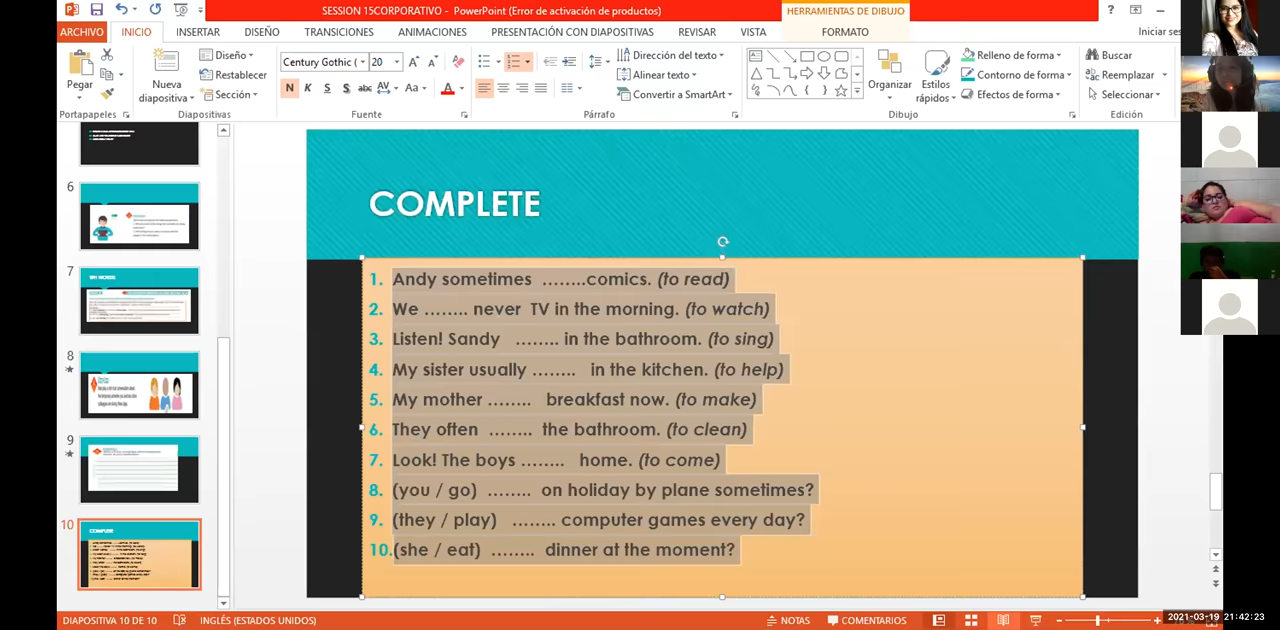 SESSION 15CORPORATIVO - PowerPoint (Error de activación de productos)
HERRAMIENTAS DE DIBUJO
ARCHIVO INICIO INSERTAR DISEÑO TRANSICIONES ANIMACIONES PRESENTACIÓN CON DIAPOSITIVAS REVISAR VISTA FORMATO Iniciar ses
Pegar
Nueva diapositiva
Diseño
Restablecer
Sección
Century Gothic ( 20
N K S S abc AV Aa A
Dirección del texto
Alinear texto
Convertir a SmartArt
Organizar
Estilos rápidos
Relleno de forma
Contorno de forma
Efectos de forma
Buscar
Reemplazar
Seleccionar
Portapapeles Diapositivas Fuente Párrafo Dibujo Edición
6
7
8
9
10
COMPLETE
1. Andy sometimes ........comics. (to read)
2. We ........ never TV in the morning. (to watch)
3. Listen! Sandy ........ in the bathroom. (to sing)
4. My sister usually ........ in the kitchen. (to help)
5. My mother ........ breakfast now. (to make)
6. They often ........ the bathroom. (to clean)
7. Look! The boys ........ home. (to come)
8. (you / go) ........ on holiday by plane sometimes?
9. (they / play) ........ computer games every day?
10.(she / eat) ........ dinner at the moment?
DIAPOSITIVA 10 DE 10 INGLÉS (ESTADOS UNIDOS) NOTAS COMENTARIOS
2021-03-19 21:42:23